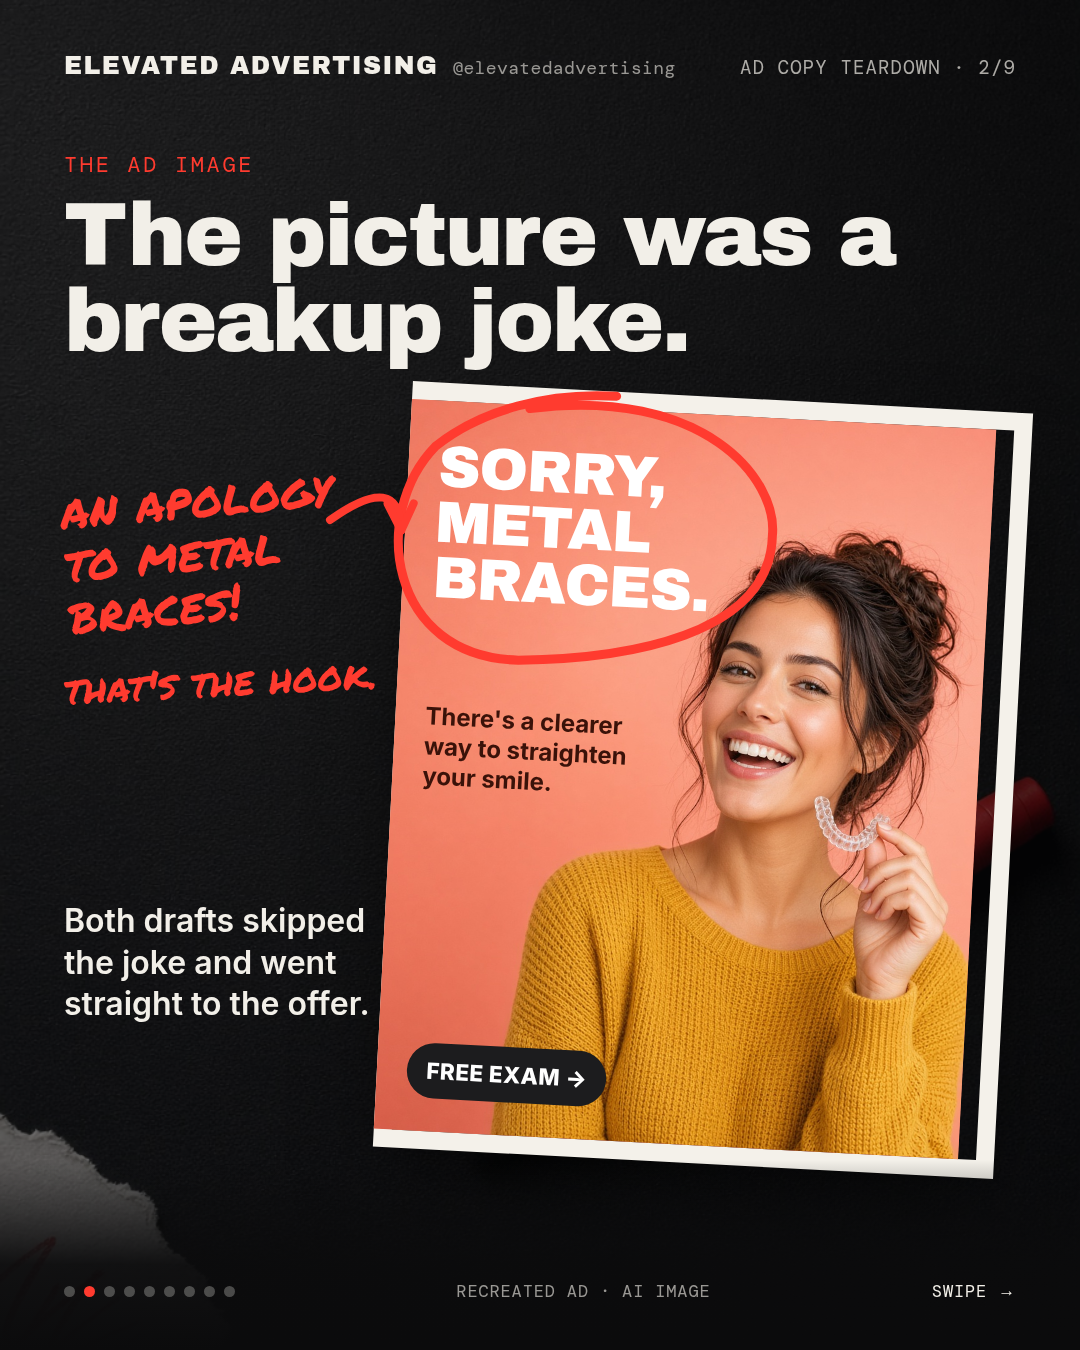 ELEVATED ADVERTISING @elevatedadvertising AD COPY TEARDOWN · 2/9
THE AD IMAGE
The picture was a
breakup joke.
AN APOLOGY
TO METAL
BRACES!
THAT'S THE HOOK.
SORRY,
METAL
BRACES.
There's a clearer
way to straighten
your smile.
FREE EXAM →
Both drafts skipped
the joke and went
straight to the offer.
RECREATED AD · AI IMAGE
SWIPE →